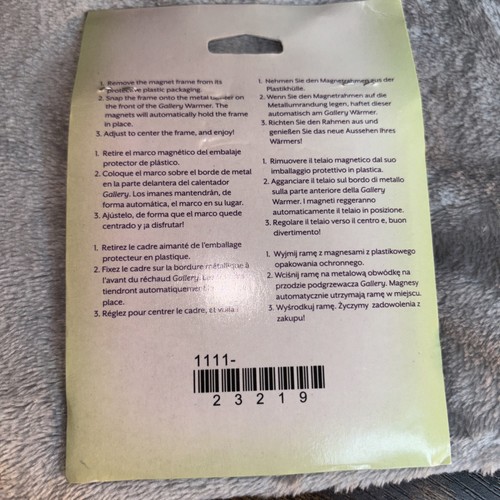 1. Remove the magnet frame from its
protective plastic packaging.
2. Snap the frame onto the metal on
the front of the Gallery Warmer. The
magnets will automatically hold the frame
in place.
3. Adjust to center the frame, and enjoy!
1. Retire el marco magnético del embalaje
protector de plástico.
2. Coloque el marco sobre el borde de metal
en la parte delantera del calentador
Gallery. Los imanes mantendrán, de
forma automática, el marco en su lugar.
3. Ajústelo, de forma que el marco quede
centrado y ¡a disfrutar!
1. Retirez le cadre aimanté de l'emballage
protecteur en plastique.
2. Fixez le cadre sur la bordure métallique à
l'avant du réchaud Gallery.
tiendront automatiquement
place.
3. Réglez pour centrer le cadre, et voilà !
1. Nehmen Sie den Magnetrahmen aus der
Plastikhülle.
2. Wenn Sie den Magnetrahmen auf die
Metallumrandung legen, haftet dieser
automatisch am Gallery Warmer.
3. Richten Sie den Rahmen aus und
genießen Sie das neue Aussehen Ihres
Wärmers!
1. Rimuovere il telaio magnetico dal suo
imballaggio protettivo in plastica.
2. Agganciare il telaio sul bordo di metallo
sulla parte anteriore della Gallery
Warmer. I magneti reggeranno
automaticamente il telaio in posizione.
3. Regolare il telaio verso il centro e, buon
divertimento!
1. Wyjmij ramę z magnesami z plastikowego
opakowania ochronnego.
2. Wciśnij ramę na metalową obwódkę na
przodzie podgrzewacza Gallery. Magnesy
automatycznie utrzymają ramę w miejscu.
3. Wyśrodkuj ramę. Życzymy zadowolenia z
zakupu!
1111-
23219